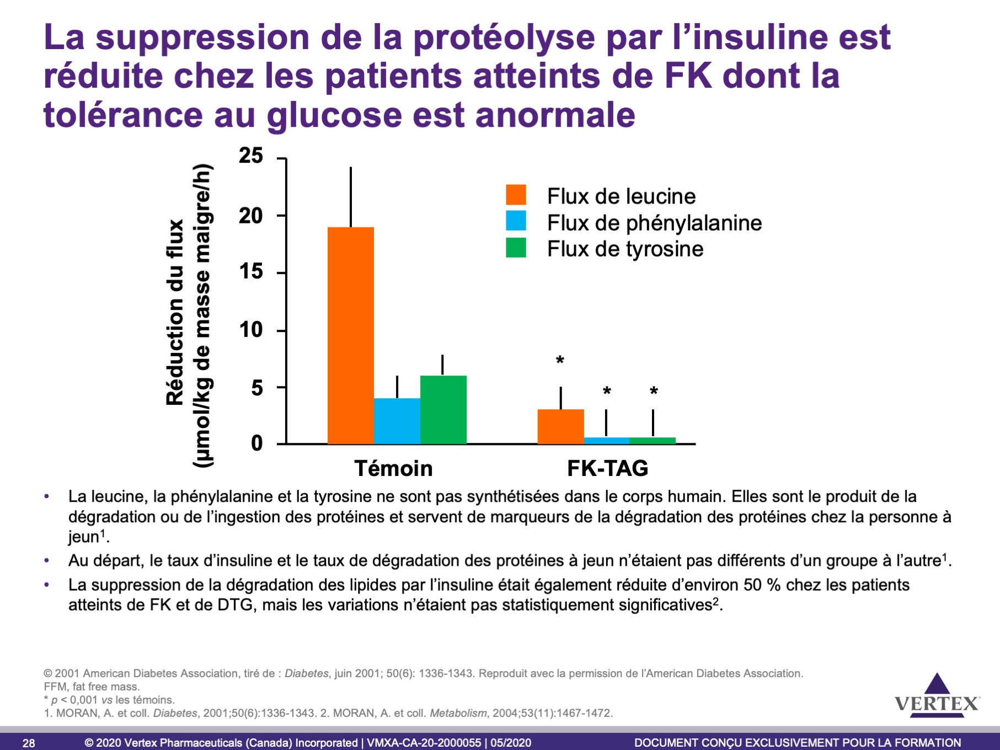 La suppression de la protéolyse par l’insuline est
réduite chez les patients atteints de FK dont la
tolérance au glucose est anormale
Réduction du flux
(µmol/kg de masse maigre/h)
25
20
15
10
5
0
Flux de leucine
Flux de phénylalanine
Flux de tyrosine
*
*
*
Témoin
FK-TAG
• La leucine, la phénylalanine et la tyrosine ne sont pas synthétisées dans le corps humain. Elles sont le produit de la
dégradation ou de l’ingestion des protéines et servent de marqueurs de la dégradation des protéines chez la personne à
jeun¹.
• Au départ, le taux d’insuline et le taux de dégradation des protéines à jeun n’étaient pas différents d’un groupe à l’autre¹.
• La suppression de la dégradation des lipides par l’insuline était également réduite d’environ 50 % chez les patients
atteints de FK et de DTG, mais les variations n’étaient pas statistiquement significatives².
© 2001 American Diabetes Association, tiré de : Diabetes, juin 2001; 50(6): 1336-1343. Reproduit avec la permission de l’American Diabetes Association.
FFM, fat free mass.
* p < 0,001 vs les témoins.
1. MORAN, A. et coll. Diabetes, 2001;50(6):1336-1343. 2. MORAN, A. et coll. Metabolism, 2004;53(11):1467-1472.
VERTEX
28
© 2020 Vertex Pharmaceuticals (Canada) Incorporated | VMXA-CA-20-2000055 | 05/2020
DOCUMENT CONÇU EXCLUSIVEMENT POUR LA FORMATION